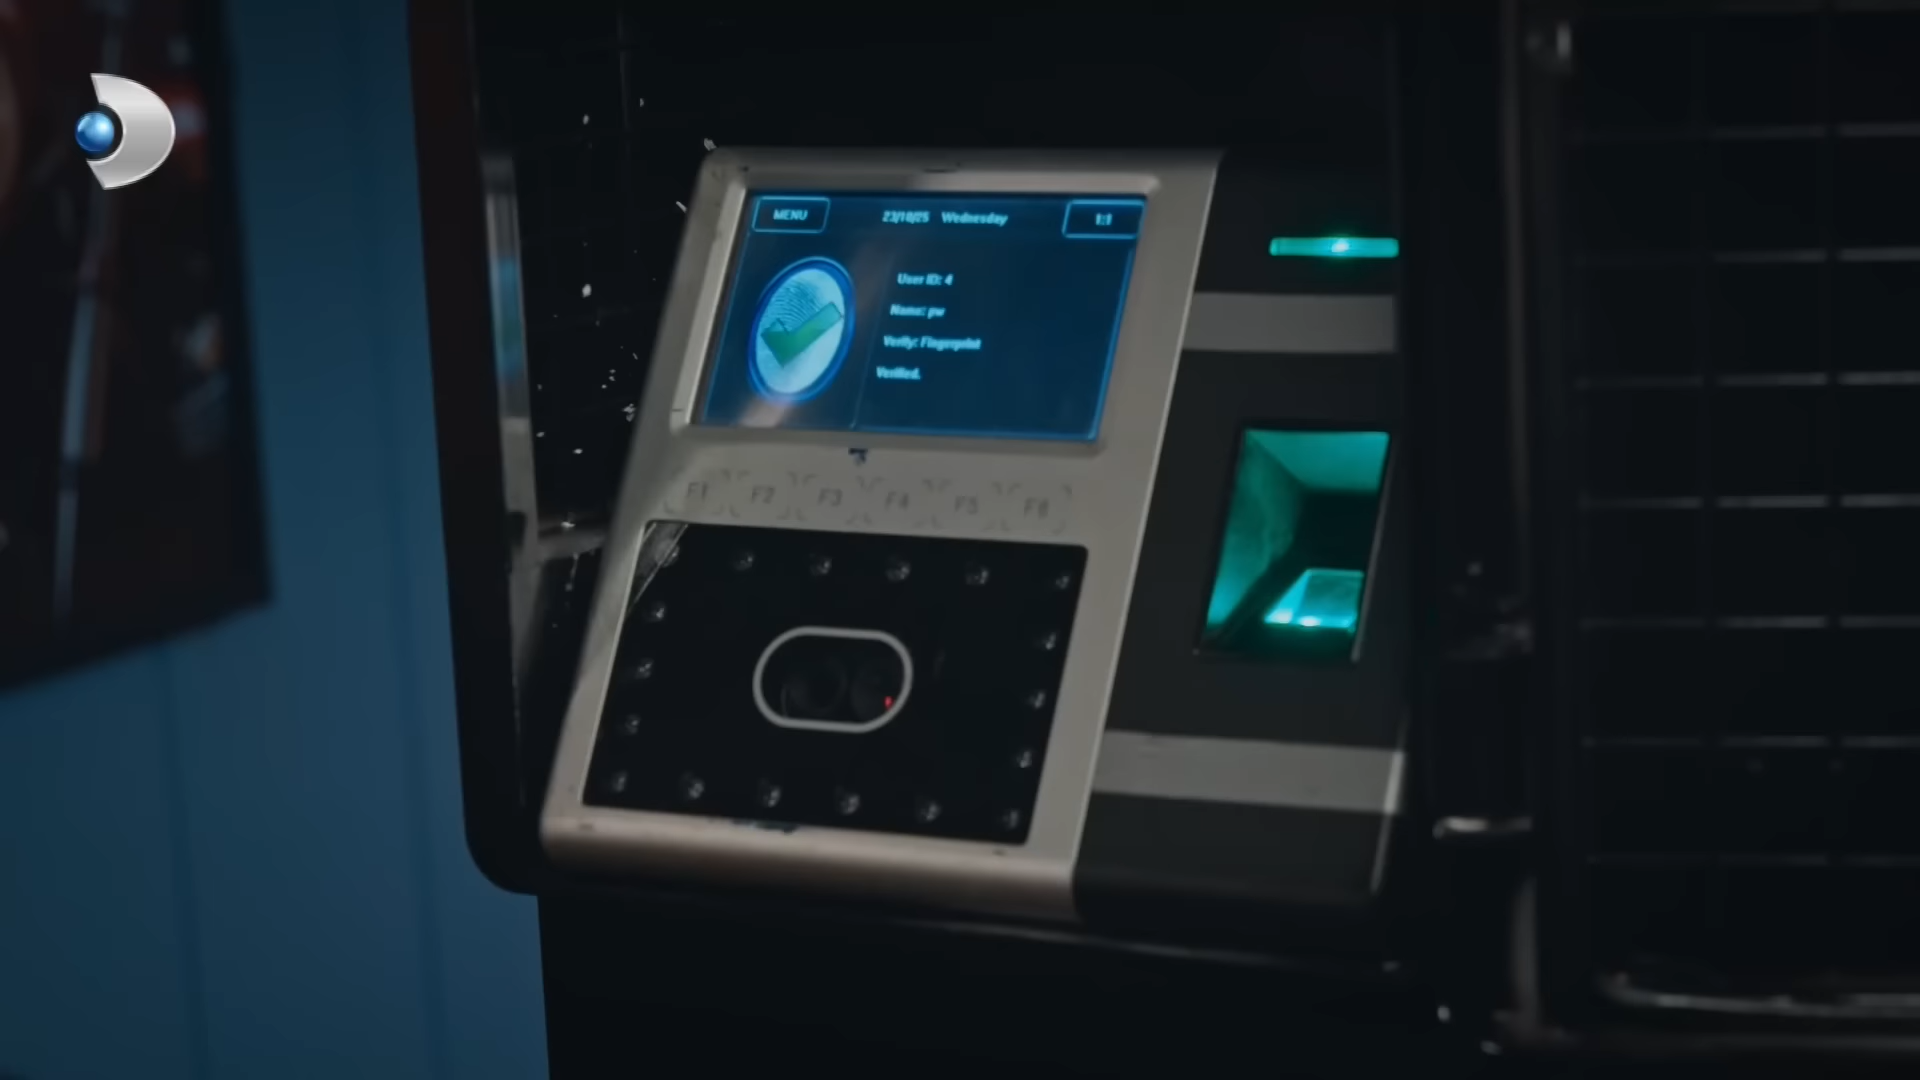 MENU
23/10/25 Wednesday
1:1
User ID: 4
Name: pw
Verify: Fingerprint
Verified.
F1 F2 F3 F4 F5 F6